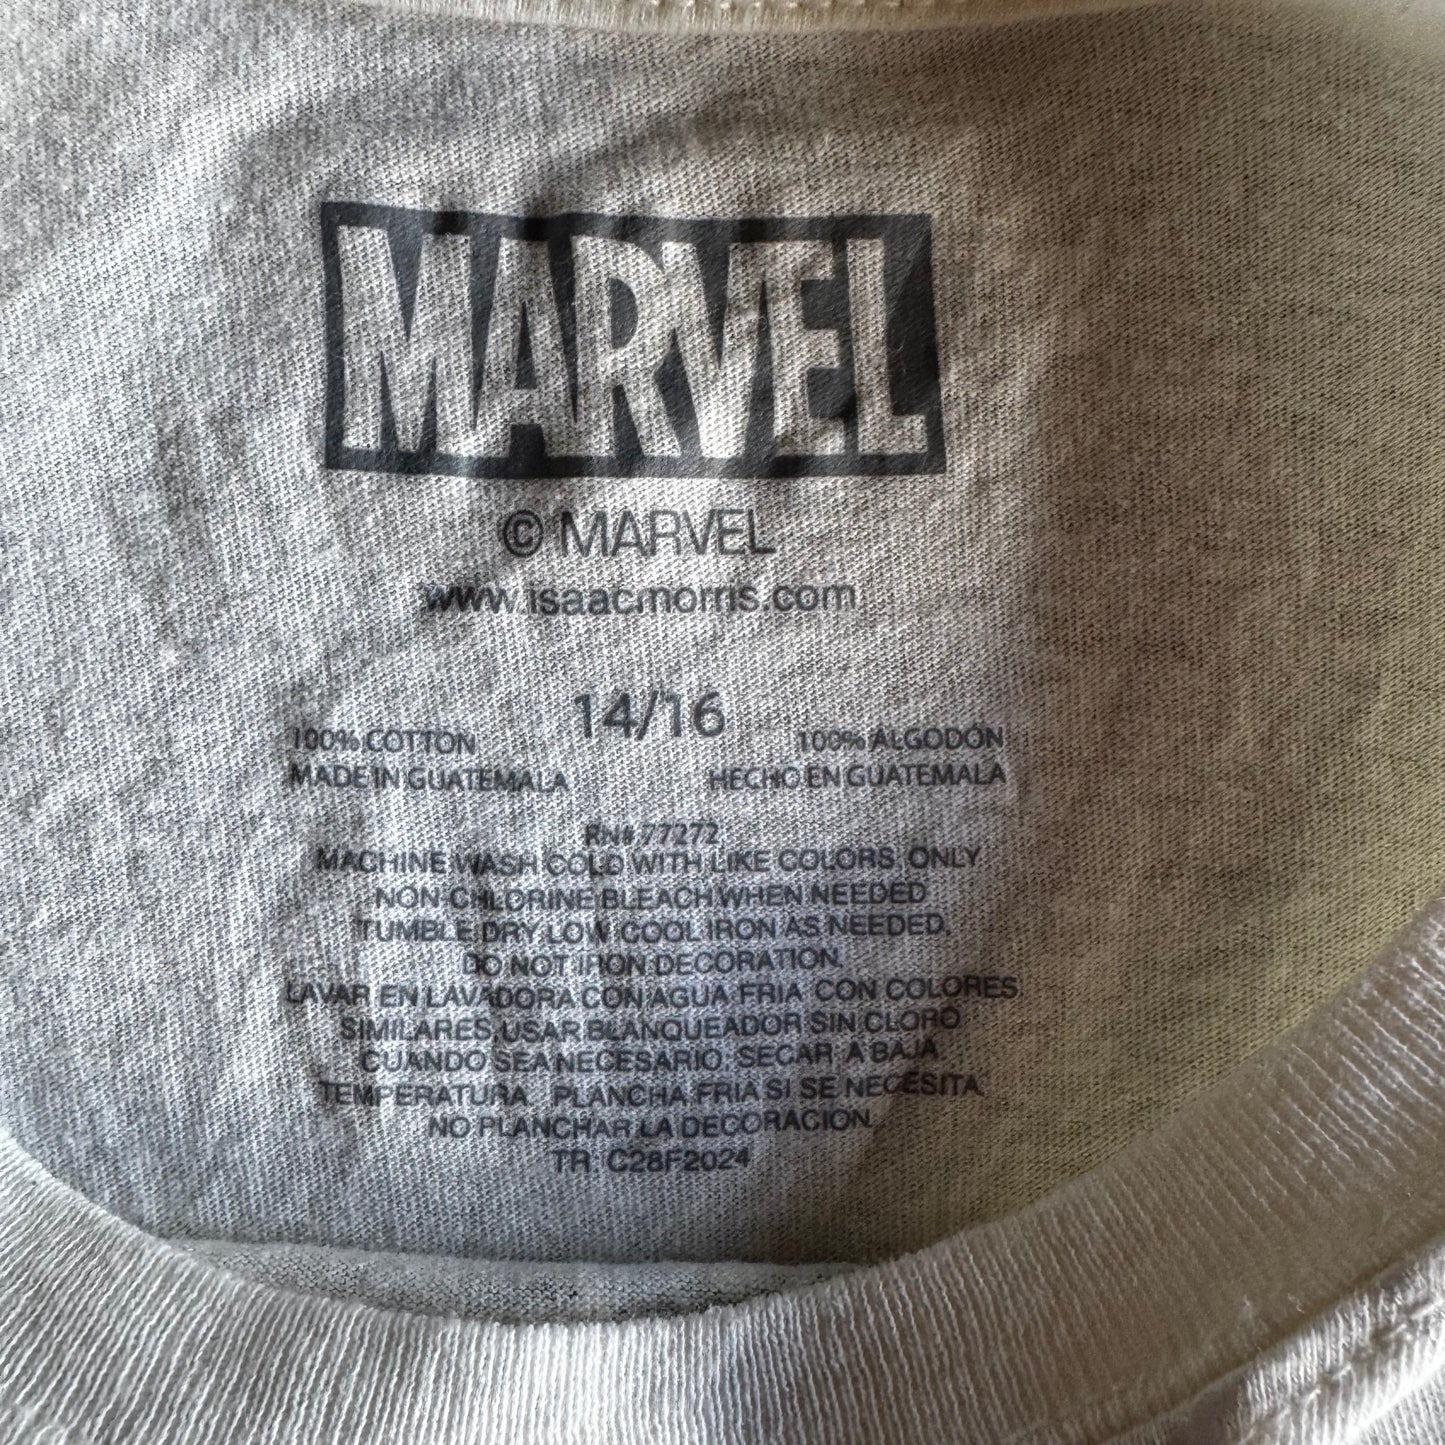 MARVEL
© MARVEL
www.isaacmorris.com
14/16
100% COTTON 100% ALGODÓN
MADE IN GUATEMALA HECHO EN GUATEMALA
RN# 77272
MACHINE WASH COLD WITH LIKE COLORS, ONLY
NON-CHLORINE BLEACH WHEN NEEDED
TUMBLE DRY LOW COOL IRON AS NEEDED,
DO NOT IRON DECORATION.
LAVAR EN LAVADORA CON AGUA FRIA CON COLORES
SIMILARES, USAR BLANQUEADOR SIN CLORO
CUANDO SEA NECESARIO, SECAR A BAJA
TEMPERATURA, PLANCHA FRIA SI SE NECESITA,
NO PLANCHAR LA DECORACION.
TR: C28F2024